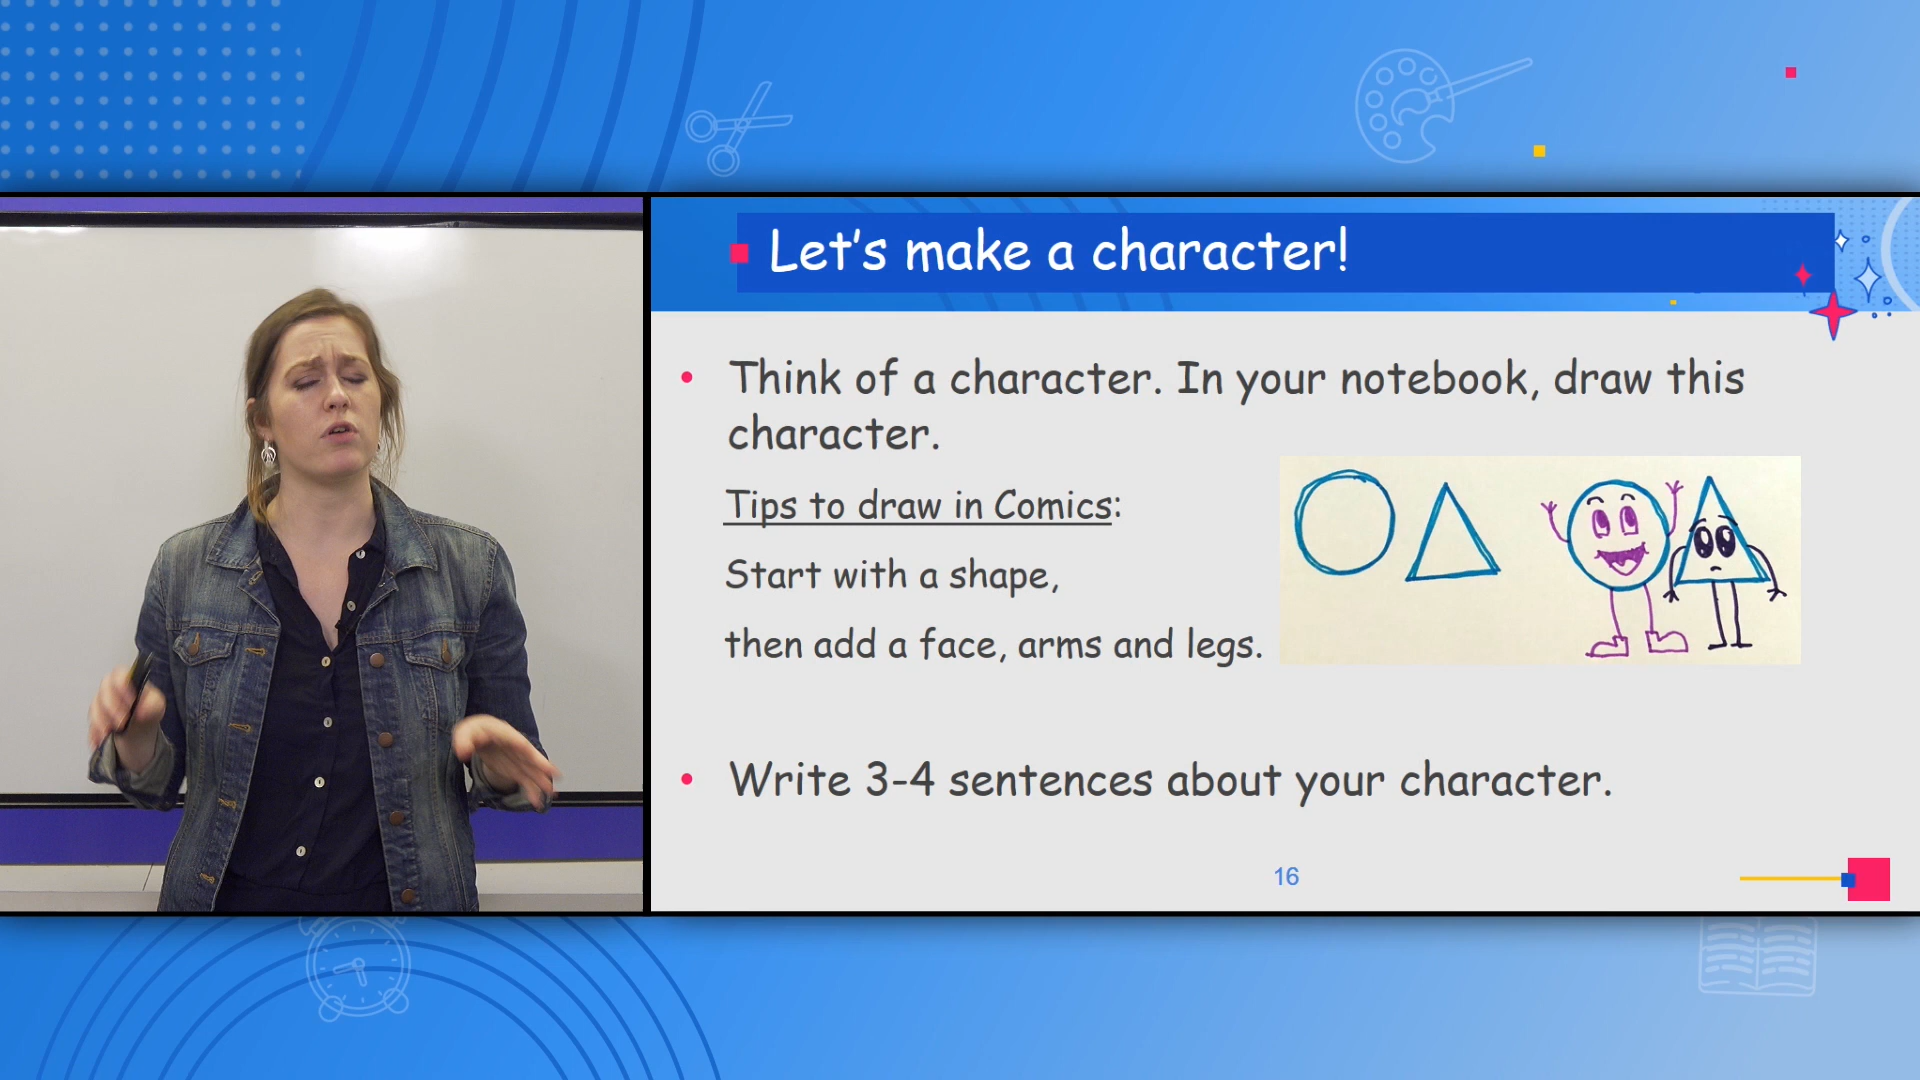 Let's make a character!
Think of a character. In your notebook, draw this
character.
Tips to draw in Comics:
Start with a shape,
then add a face, arms and legs.
Write 3-4 sentences about your character.
16